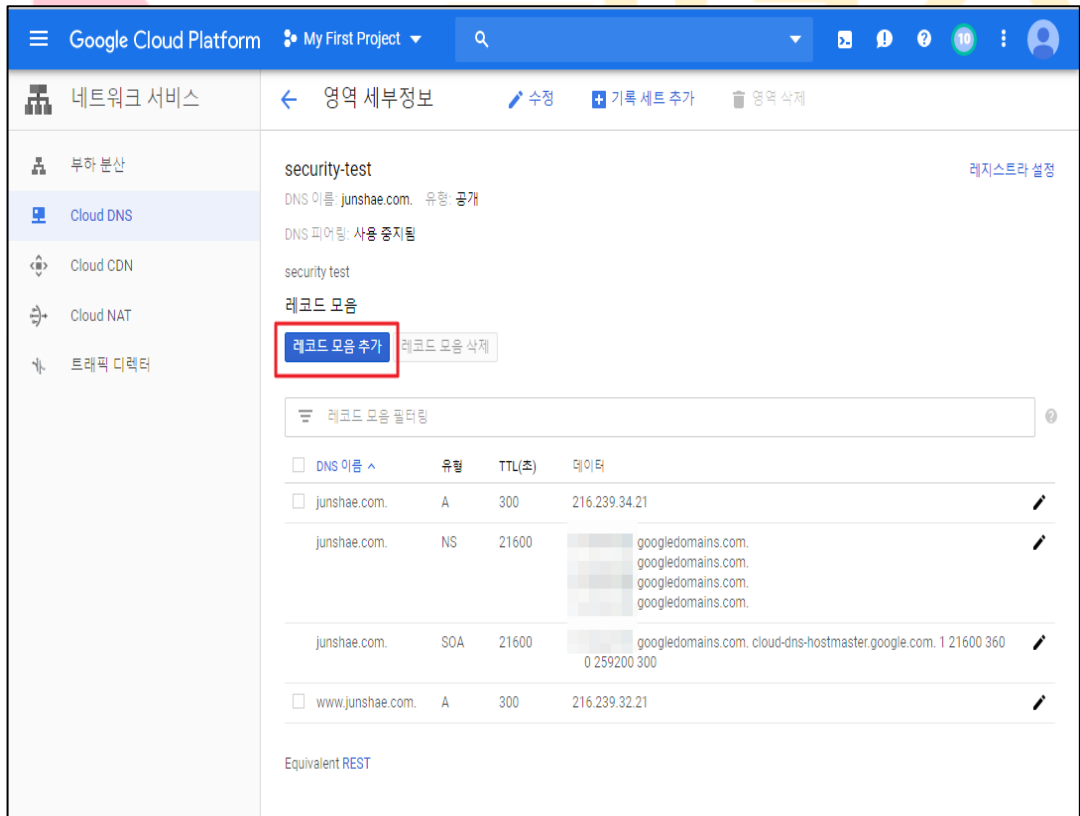 Google Cloud Platform My First Project 10
네트워크 서비스
영역 세부정보 수정 기록 세트 추가 영역 삭제
부하 분산
Cloud DNS
Cloud CDN
Cloud NAT
트래픽 디렉터
security-test 레지스트라 설정
DNS 이름: junshae.com. 유형: 공개
DNS 피어링: 사용 중지됨
security test
레코드 모음
레코드 모음 추가 레코드 모음 삭제
레코드 모음 필터링
DNS 이름 유형 TTL(초) 데이터
junshae.com. A 300 216.239.34.21
junshae.com. NS 21600 googledomains.com.
googledomains.com.
googledomains.com.
googledomains.com.
junshae.com. SOA 21600 googledomains.com. cloud-dns-hostmaster.google.com. 1 21600 360
0 259200 300
www.junshae.com. A 300 216.239.32.21
Equivalent REST